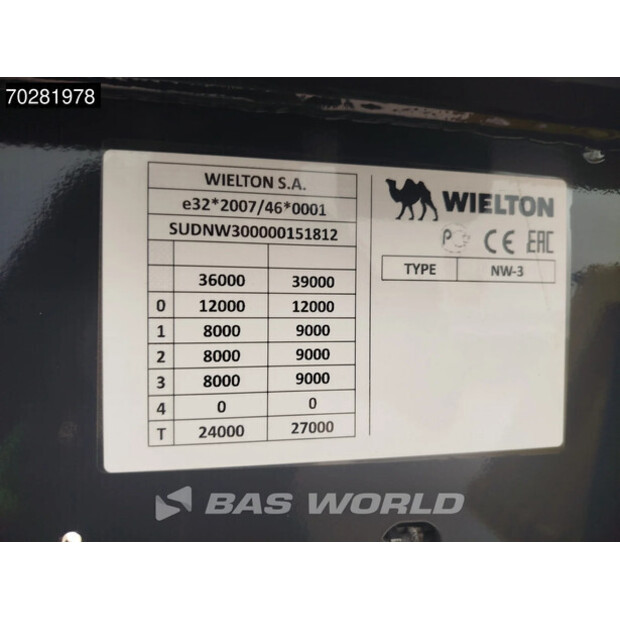 70281978
WIELTON S.A.
e32*2007/46*0001
SUDNW300000151812
36000 39000
0 12000 12000
1 8000 9000
2 8000 9000
3 8000 9000
4 0 0
T 24000 27000
WIELTON
CE EAC
TYPE NW-3
BAS WORLD